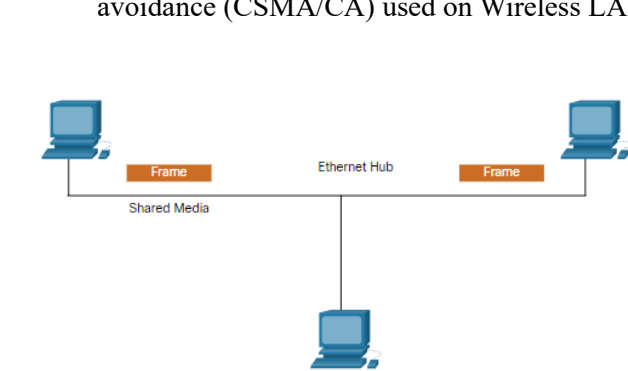 avoidance (CSMA/CA) used on Wireless LA
Ethernet Hub
Frame
Frame
Shared Media